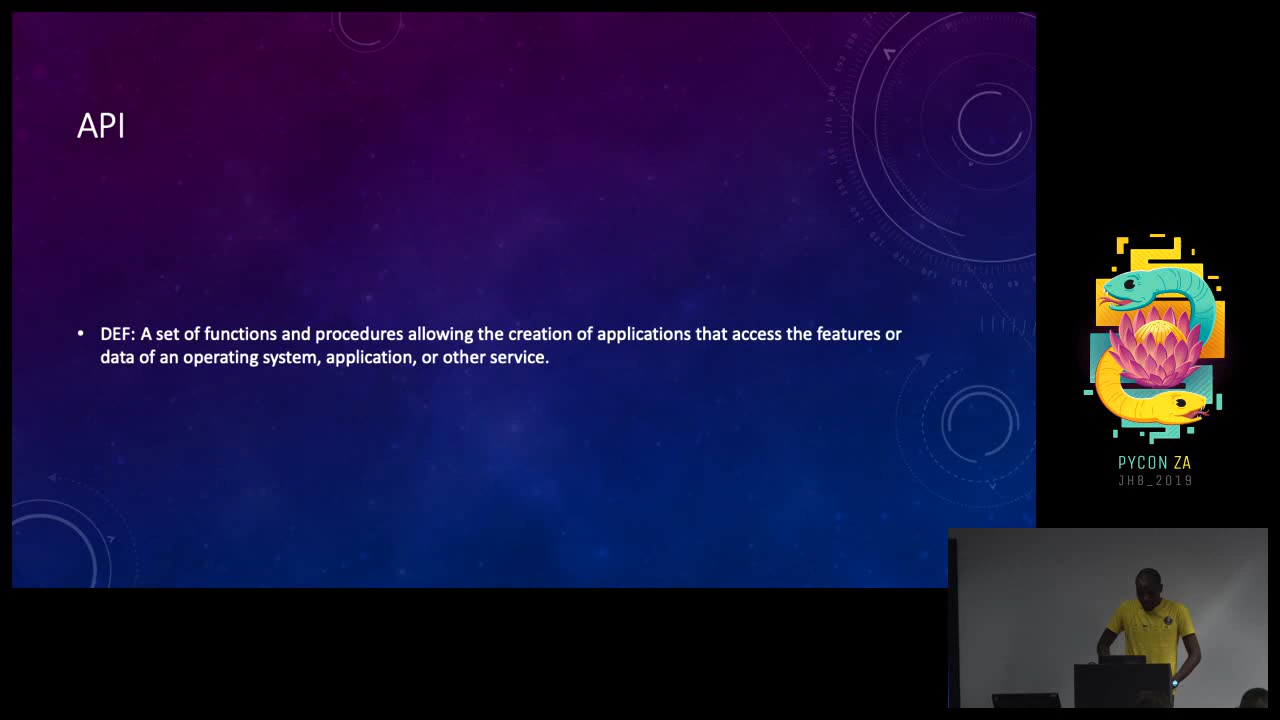 API
• DEF: A set of functions and procedures allowing the creation of applications that access the features or
data of an operating system, application, or other service.
PYCON ZA
JHB_2019